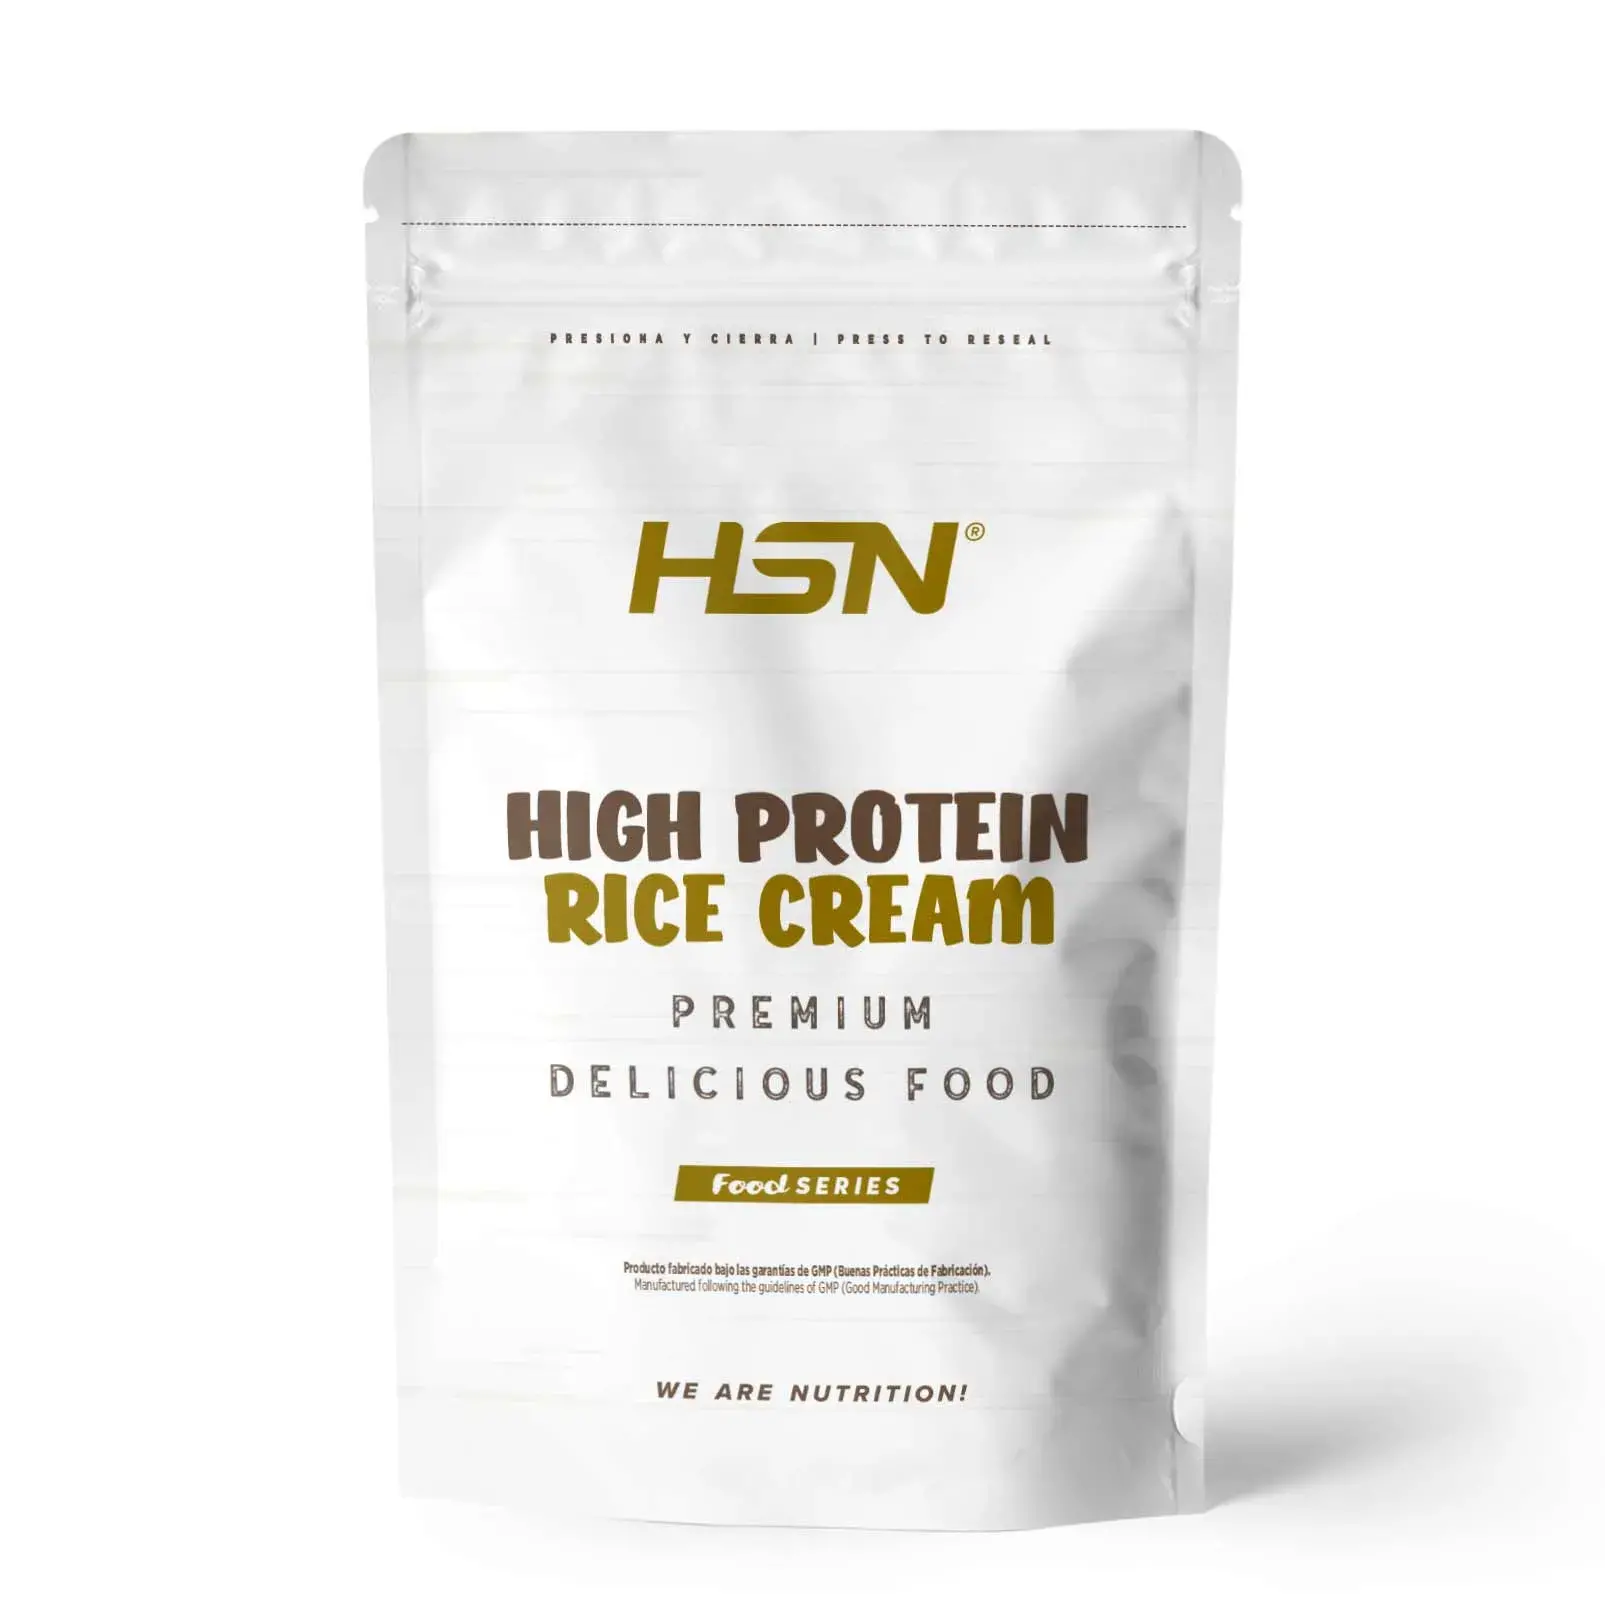 PRESIONA Y CIERRA | PRESS TO RESEAL
HSN®
HIGH PROTEIN
RICE CREAM
PREMIUM
DELICIOUS FOOD
Food SERIES
Producto fabricado bajo las garantías de GMP (Buenas Prácticas de Fabricación).
Manufactured following the guidelines of GMP (Good Manufacturing Practice).
WE ARE NUTRITION!